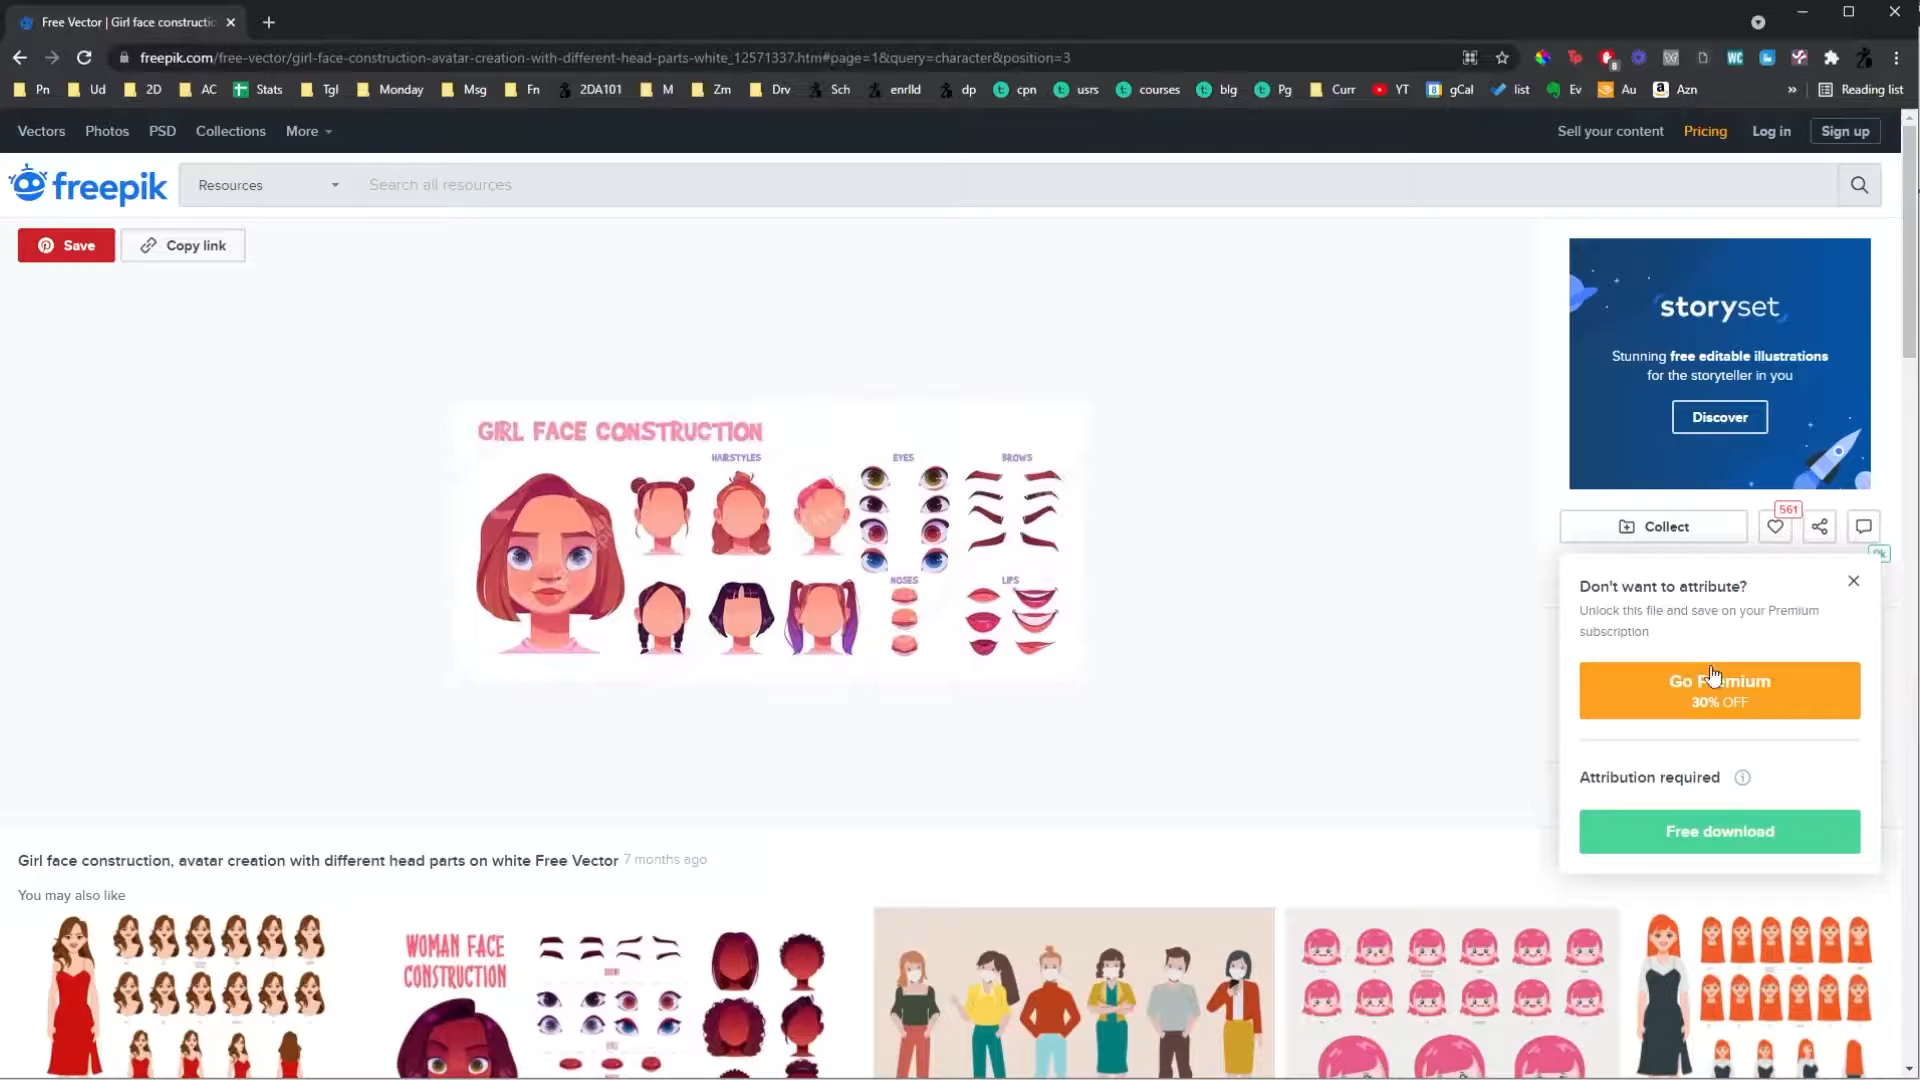 Free Vector | Girl face constructio
freepik.com/free-vector/girl-face-construction-avatar-creation-with-different-head-parts-white_12571337.htm#page=1&query=character&position=3
8
WC
Pn Ud 2D AC Stats Tgl Monday Msg Fn 2DA101 M Zm Drv Sch enrlld dp cpn usrs courses blg Pg Curr YT gCal list Ev Au Azn » Reading list
Vectors Photos PSD Collections More Sell your content Pricing Log in Sign up
freepik Resources Search all resources
Save Copy link
storyset
Stunning free editable illustrations
for the storyteller in you
Discover
GIRL FACE CONSTRUCTION
HAIRSTYLES EYES BROWS
NOSES LIPS
561
Collect
Don't want to attribute?
Unlock this file and save on your Premium
subscription
Go Premium
30% OFF
Attribution required
Free download
Girl face construction, avatar creation with different head parts on white Free Vector 7 months ago
You may also like
WOMAN FACE
CONSTRUCTION